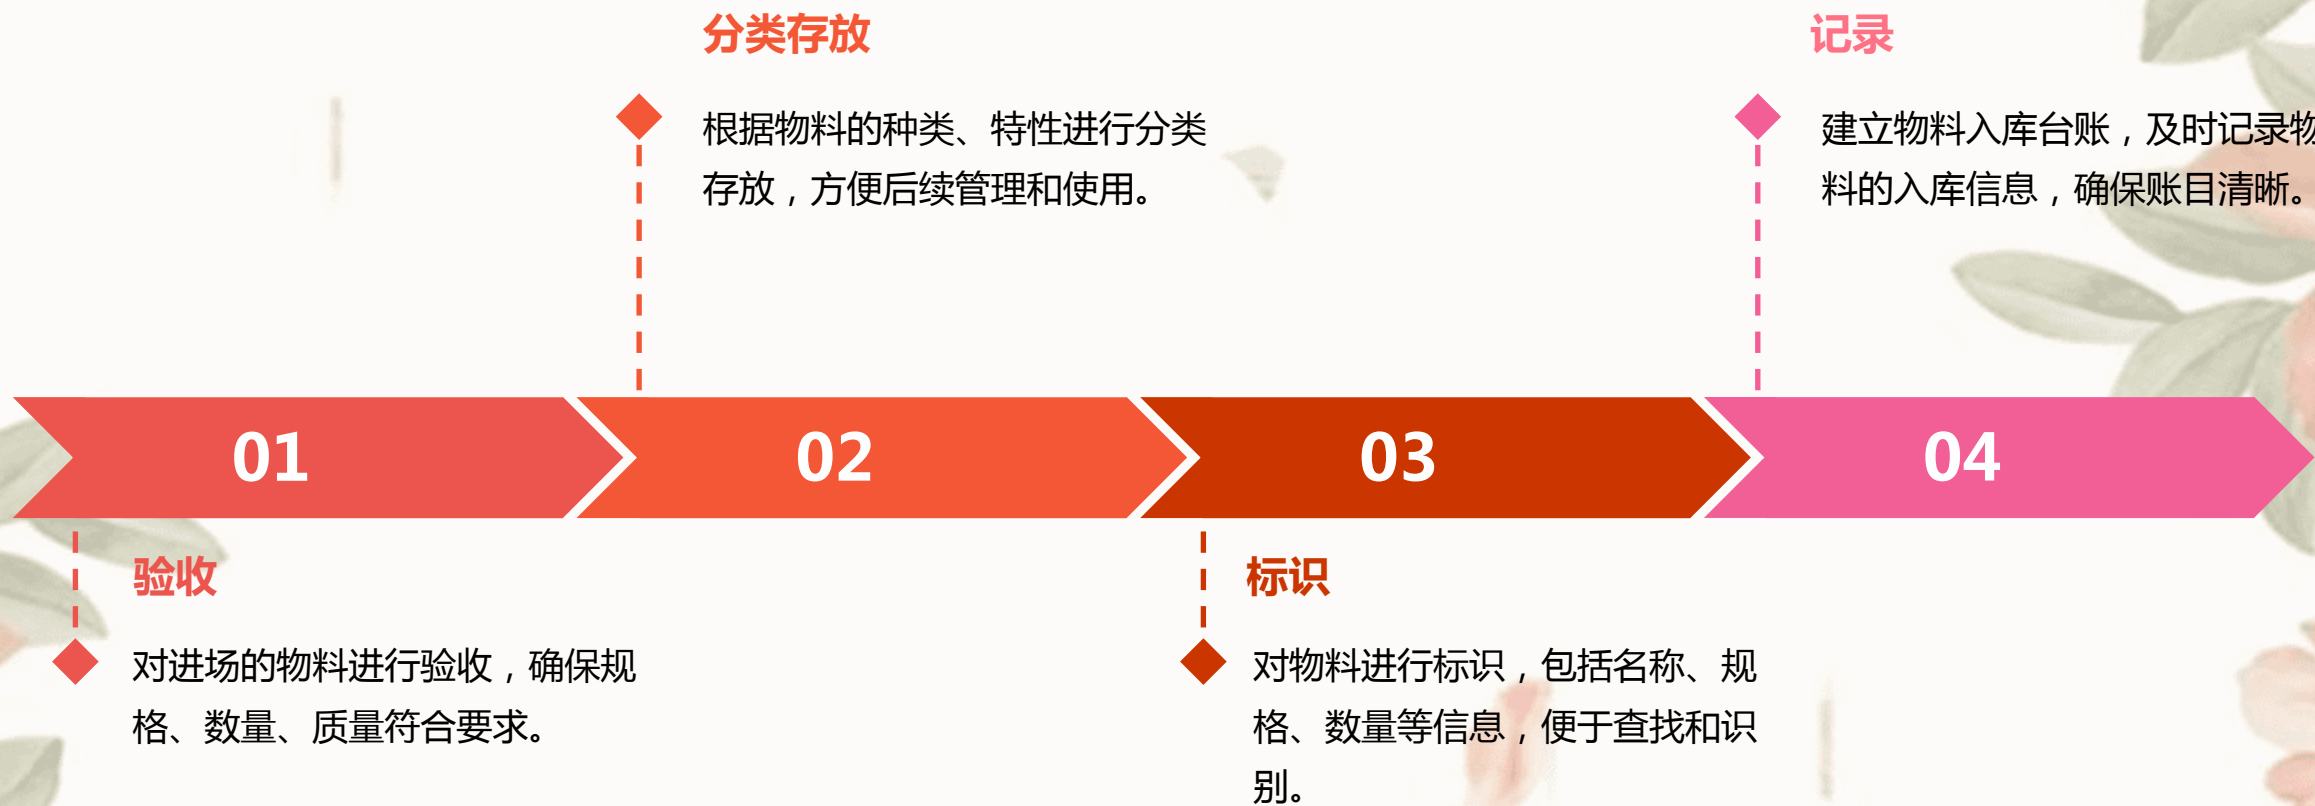 分类存放
根据物料的种类、特性进行分类
存放，方便后续管理和使用。
记录
建立物料入库台账，及时记录物
料的入库信息，确保账目清晰。
01
02
03
04
验收
对进场的物料进行验收，确保规
格、数量、质量符合要求。
标识
对物料进行标识，包括名称、规
格、数量等信息，便于查找和识
别。